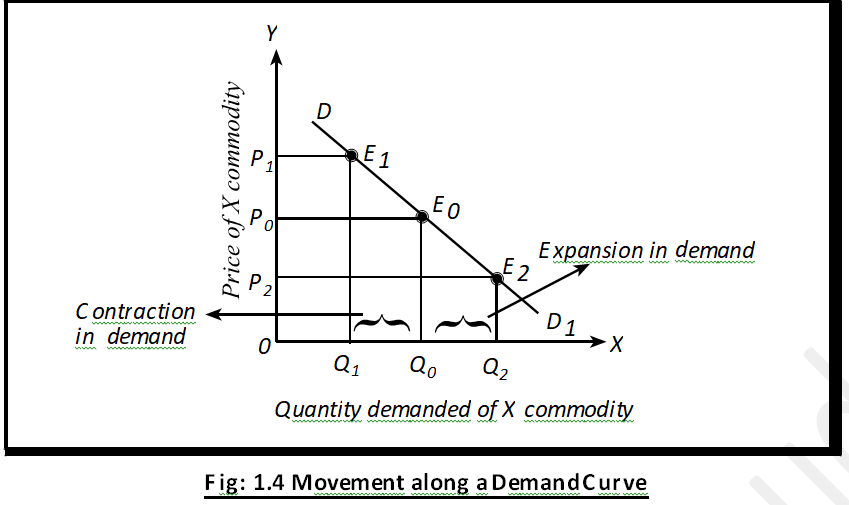 Y
Price of X commodity
D
P1
E1
P0
E0
Expansion in demand
P2
E2
Contraction
in demand
D1
0
X
Q1 Q0 Q2
Quantity demanded of X commodity
Fig: 1.4 Movement along a Demand Curve